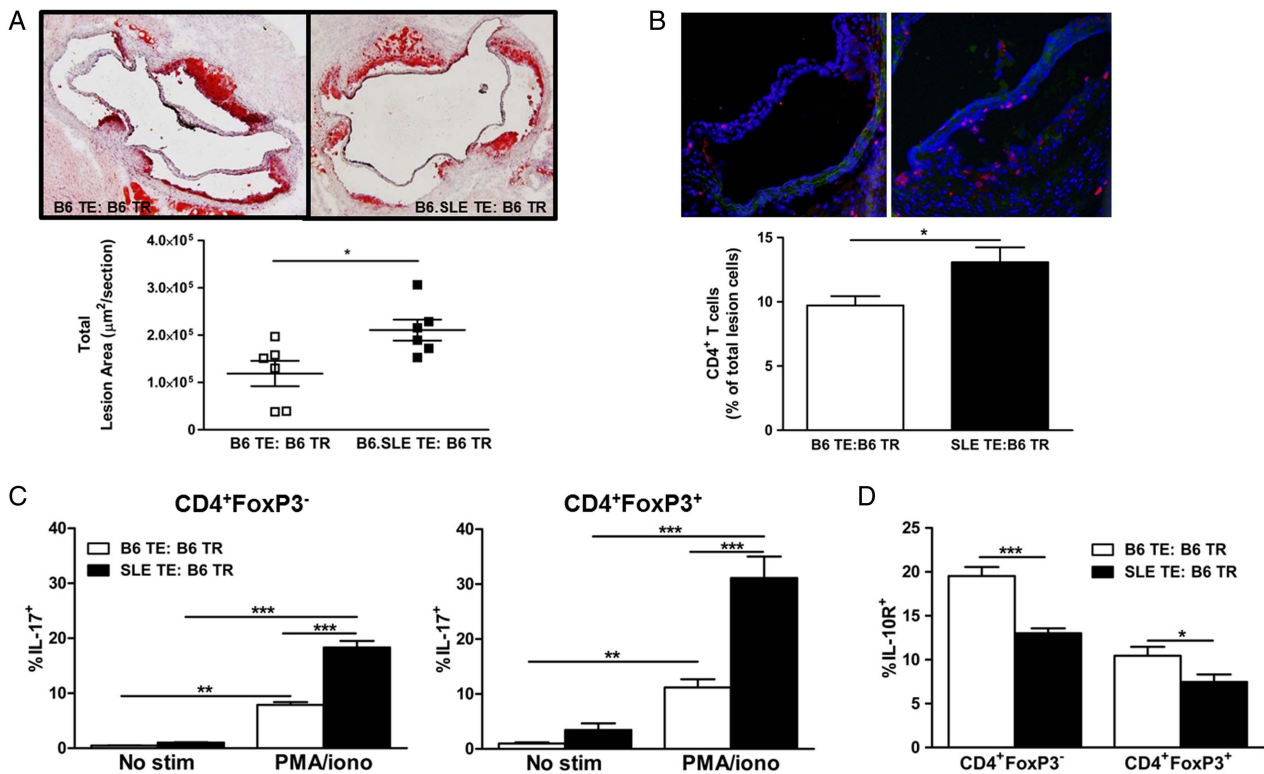 A
B6 TE: B6 TR
B6.SLE TE: B6 TR
Total
Lesion Area (μm²/section)
4.0×10⁵
3.0×10⁵
2.0×10⁵
1.0×10⁵
0
*
B6 TE: B6 TR
B6.SLE TE: B6 TR
B
CD4⁺ T cells
(% of total lesion cells)
15
10
5
0
*
B6 TE:B6 TR
SLE TE:B6 TR
C
CD4⁺FoxP3⁻
%IL-17⁺
40
30
20
10
0
B6 TE: B6 TR
SLE TE: B6 TR
***
***
**
No stim
PMA/iono
CD4⁺FoxP3⁺
%IL-17⁺
40
30
20
10
0
***
***
**
No stim
PMA/iono
D
%IL-10R⁺
25
20
15
10
5
0
B6 TE: B6 TR
SLE TE: B6 TR
***
*
CD4⁺FoxP3⁻
CD4⁺FoxP3⁺